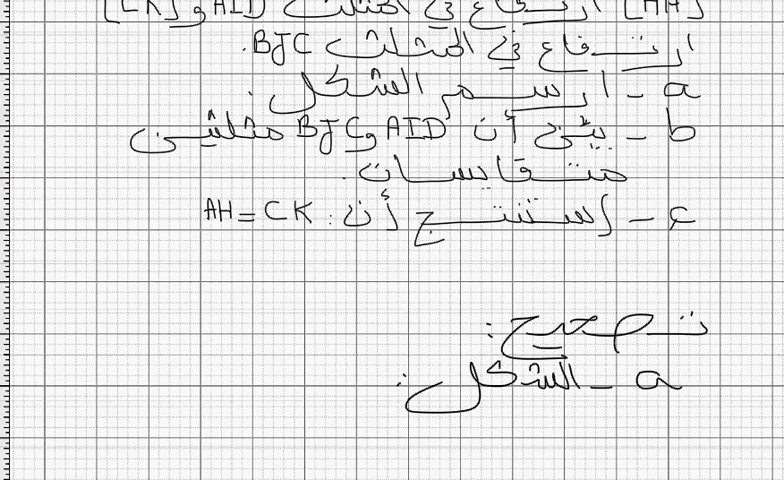 [AH] ارتفاع في المثلث AID و [CK]
ارتفاع في المثلث BJC.
a - ارسم الشكل.
b - بيّن أن AID و BJC مثلثين
متقايسان.
c - إستنتج أن: AH = CK
تصحيح:
a - الشكل: